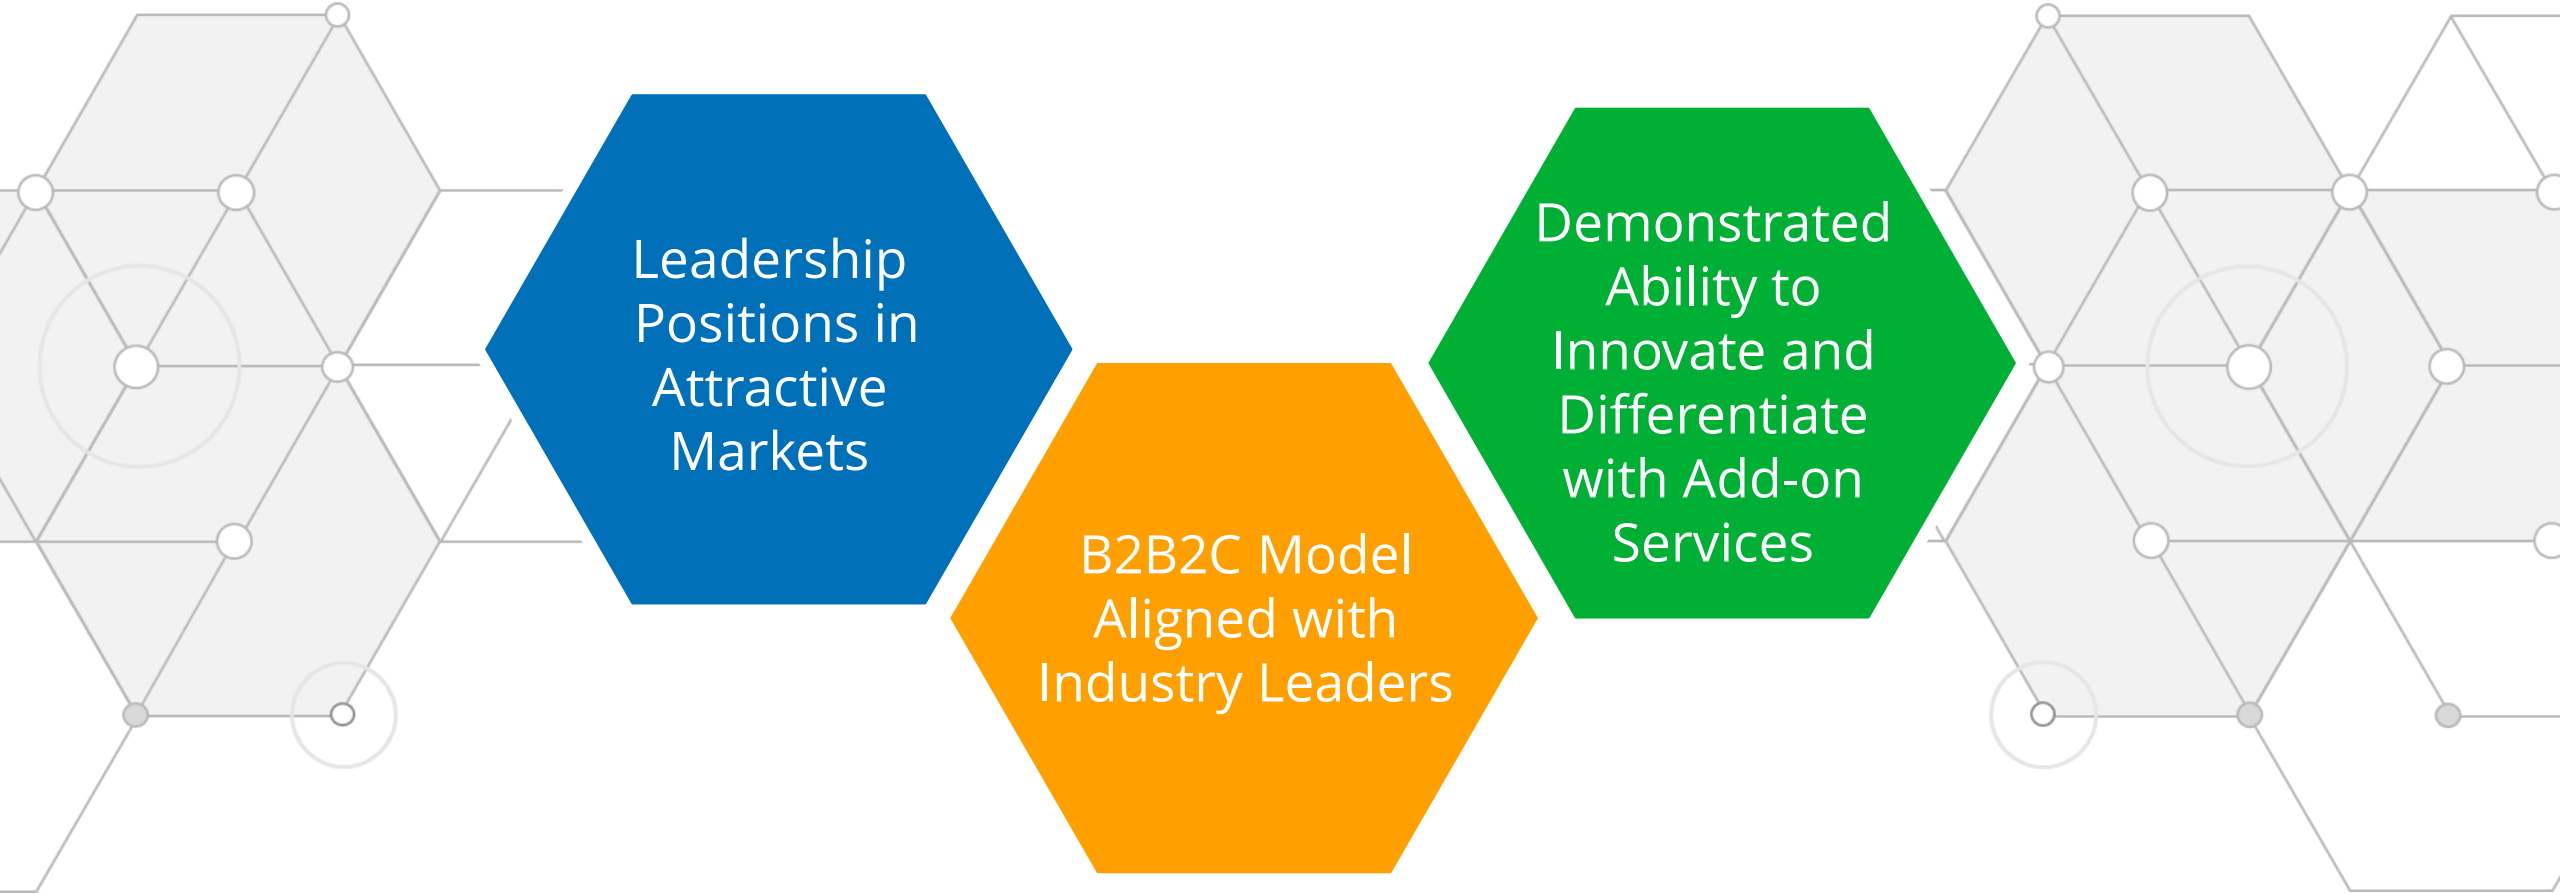 Leadership
Positions in
Attractive
Markets
B2B2C Model
Aligned with
Industry Leaders
Demonstrated
Ability to
Innovate and
Differentiate
with Add-on
Services